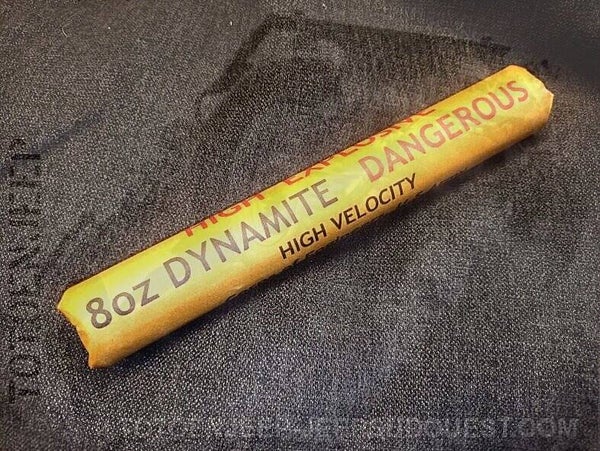 HIGH EXPLOSIVE
8oz DYNAMITE DANGEROUS
HIGH VELOCITY